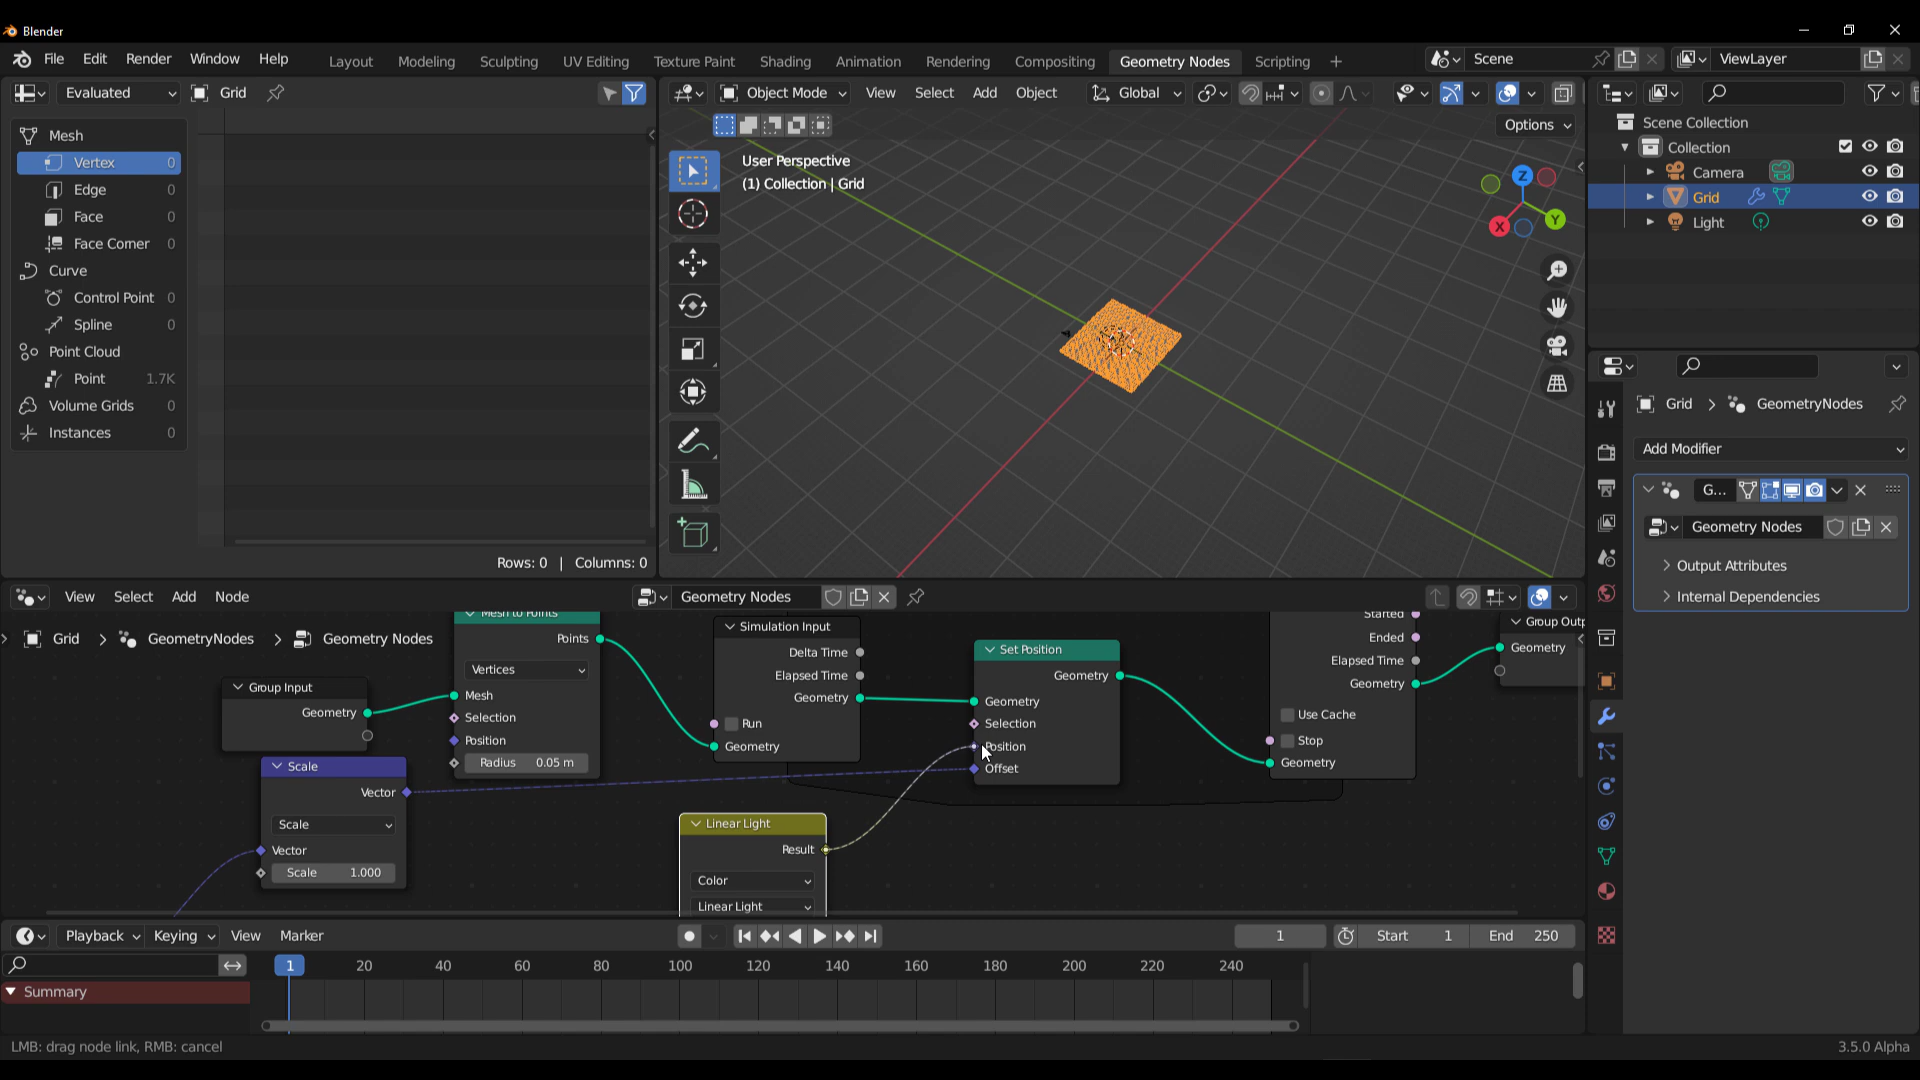 Blender
File Edit Render Window Help Layout Modeling Sculpting UV Editing Texture Paint Shading Animation Rendering Compositing Geometry Nodes Scripting + Scene ViewLayer
Evaluated Grid
Object Mode View Select Add Object Global
Options
Mesh
Vertex 0
Edge 0
Face 0
Face Corner 0
Curve
Control Point 0
Spline 0
Point Cloud
Point 1.7K
Volume Grids 0
Instances 0
Rows: 0 | Columns: 0
User Perspective
(1) Collection | Grid
Z
Y
X
Scene Collection
Collection
Camera
Grid
Light
Grid > GeometryNodes
Add Modifier
G...
Geometry Nodes
Output Attributes
Internal Dependencies
View Select Add Node Geometry Nodes
Grid > GeometryNodes > Geometry Nodes
Group Input
Geometry
Scale
Vector
Scale
Vector
Scale 1.000
Mesh to Points
Points
Vertices
Mesh
Selection
Position
Radius 0.05 m
Simulation Input
Delta Time
Elapsed Time
Geometry
Run
Geometry
Linear Light
Result
Color
Linear Light
Set Position
Geometry
Geometry
Selection
Position
Offset
Started
Ended
Elapsed Time
Geometry
Use Cache
Stop
Geometry
Group Outp
Geometry
Playback Keying View Marker 1 Start 1 End 250
1 20 40 60 80 100 120 140 160 180 200 220 240
Summary
LMB: drag node link, RMB: cancel 3.5.0 Alpha